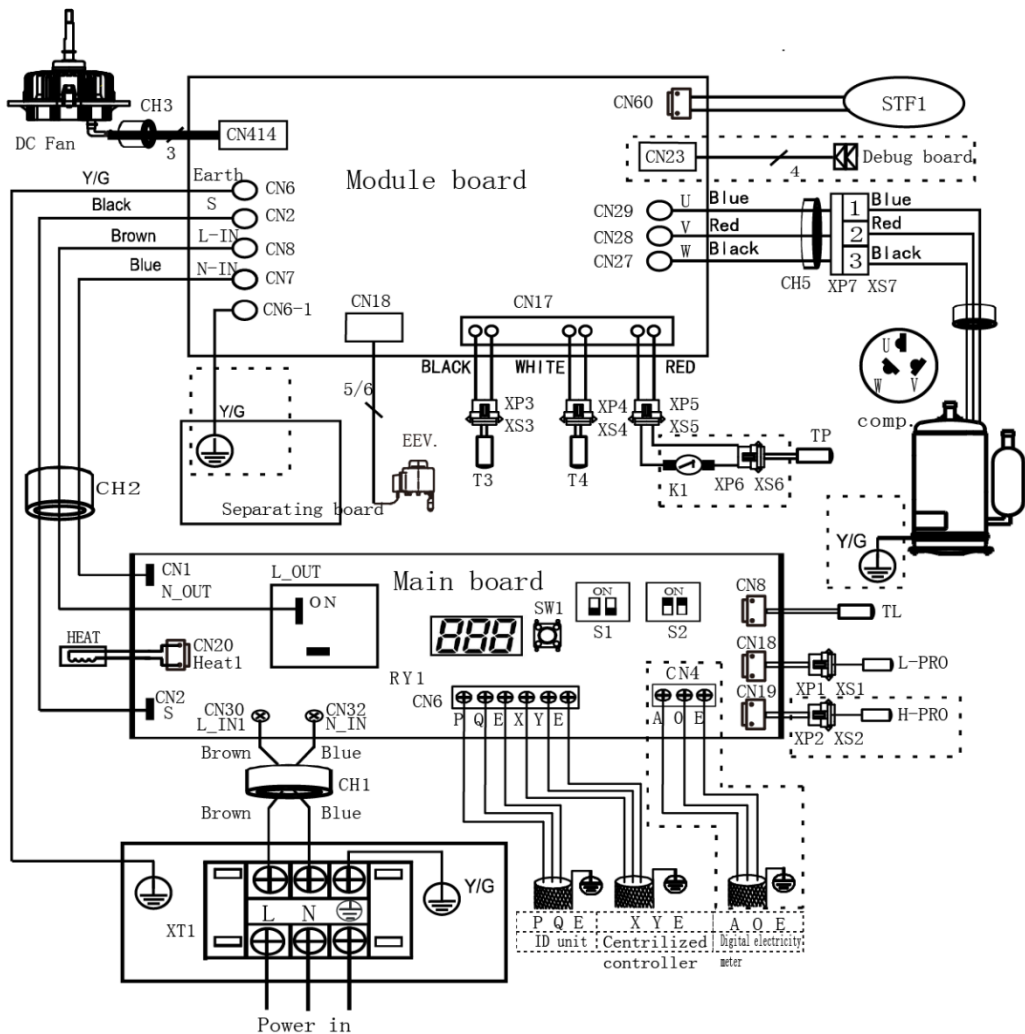 CH3
DC Fan
3
CN414
CN60
STF1
CN23
4
Debug board
Module board
Y/G
Earth
CN6
Black
S
CN2
Brown
L-IN
CN8
Blue
N-IN
CN7
CN6-1
CN29
U
Blue
1
Blue
CN28
V
Red
2
Red
CN27
W
Black
3
Black
CH5
XP7
XS7
CN18
CN17
BLACK
WHITE
RED
5/6
XP3
XS3
XP4
XS4
XP5
XS5
T3
T4
K1
XP6
XS6
TP
EEV.
Y/G
Separating board
CH2
U
W
V
comp.
Y/G
Main board
CN1
N_OUT
L_OUT
ON
HEAT
CN20
Heat1
RY1
CN2
S
CN30
L_IN1
CN32
N_IN
888
SW1
ON
S1
ON
S2
CN8
TL
CN18
XP1
XS1
L-PRO
CN19
XP2
XS2
H-PRO
CN6
P Q E X Y E
CN4
A O E
Brown
Blue
CH1
Brown
Blue
XT1
L
N
Y/G
Power in
P Q E
X Y E
A O E
ID unit
Centrilized
controller
Digital electricity
meter